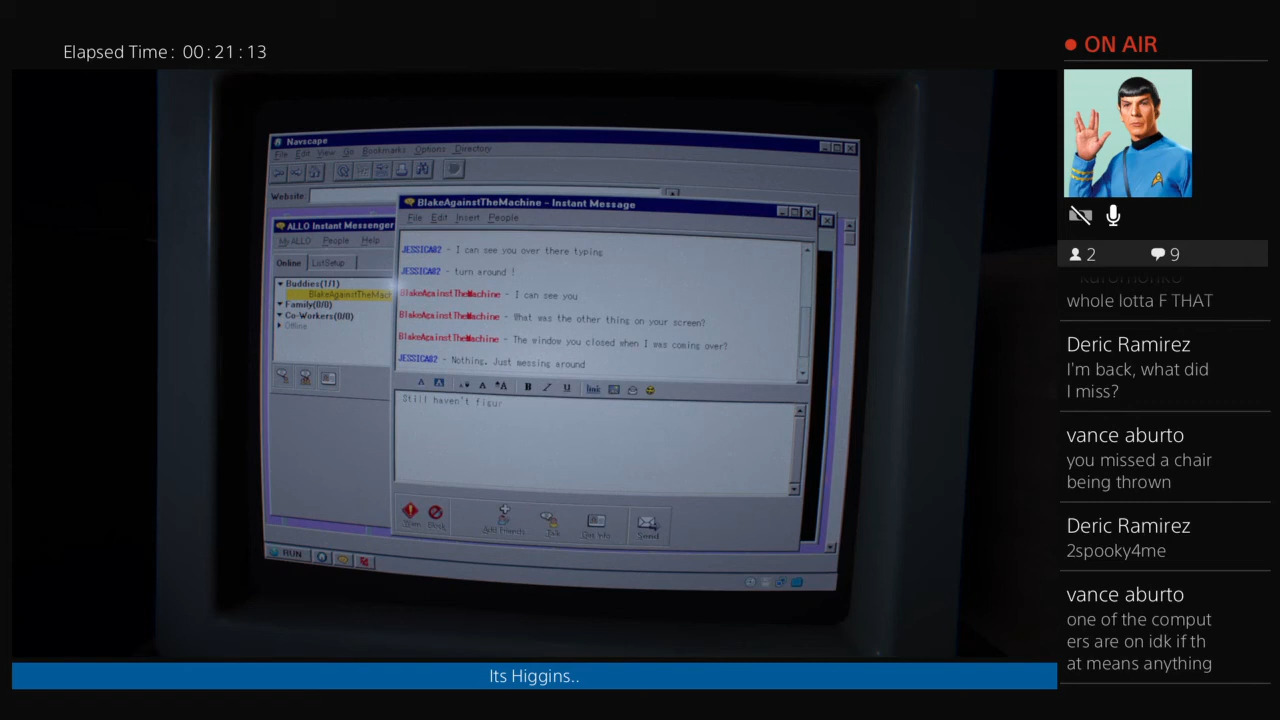 Elapsed Time: 00:21:13
ON AIR
Navscape
File Edit View Go Bookmarks Options Directory
Website:
BlakeAgainstTheMachine - Instant Message
File Edit Insert People
ALLO Instant Messenger
My ALLO People Help
Online List Setup
Buddies(1/1)
BlakeAgainstTheMach
Family(0/0)
Co-Workers(0/0)
Offline
JESSICA82 - I can see you over there typing
JESSICA82 - turn around !
BlakeAgainstTheMachine - I can see you
BlakeAgainstTheMachine - What was the other thing on your screen?
BlakeAgainstTheMachine - The window you closed when I was coming over?
JESSICA82 - Nothing. Just messing around
B I U link
Still haven't figur
Warn Block Add Friends Talk Get Info Send
RUN
Its Higgins..
2 9
kuromonko
whole lotta F THAT
Deric Ramirez
I'm back, what did
I miss?
vance aburto
you missed a chair
being thrown
Deric Ramirez
2spooky4me
vance aburto
one of the comput
ers are on idk if th
at means anything